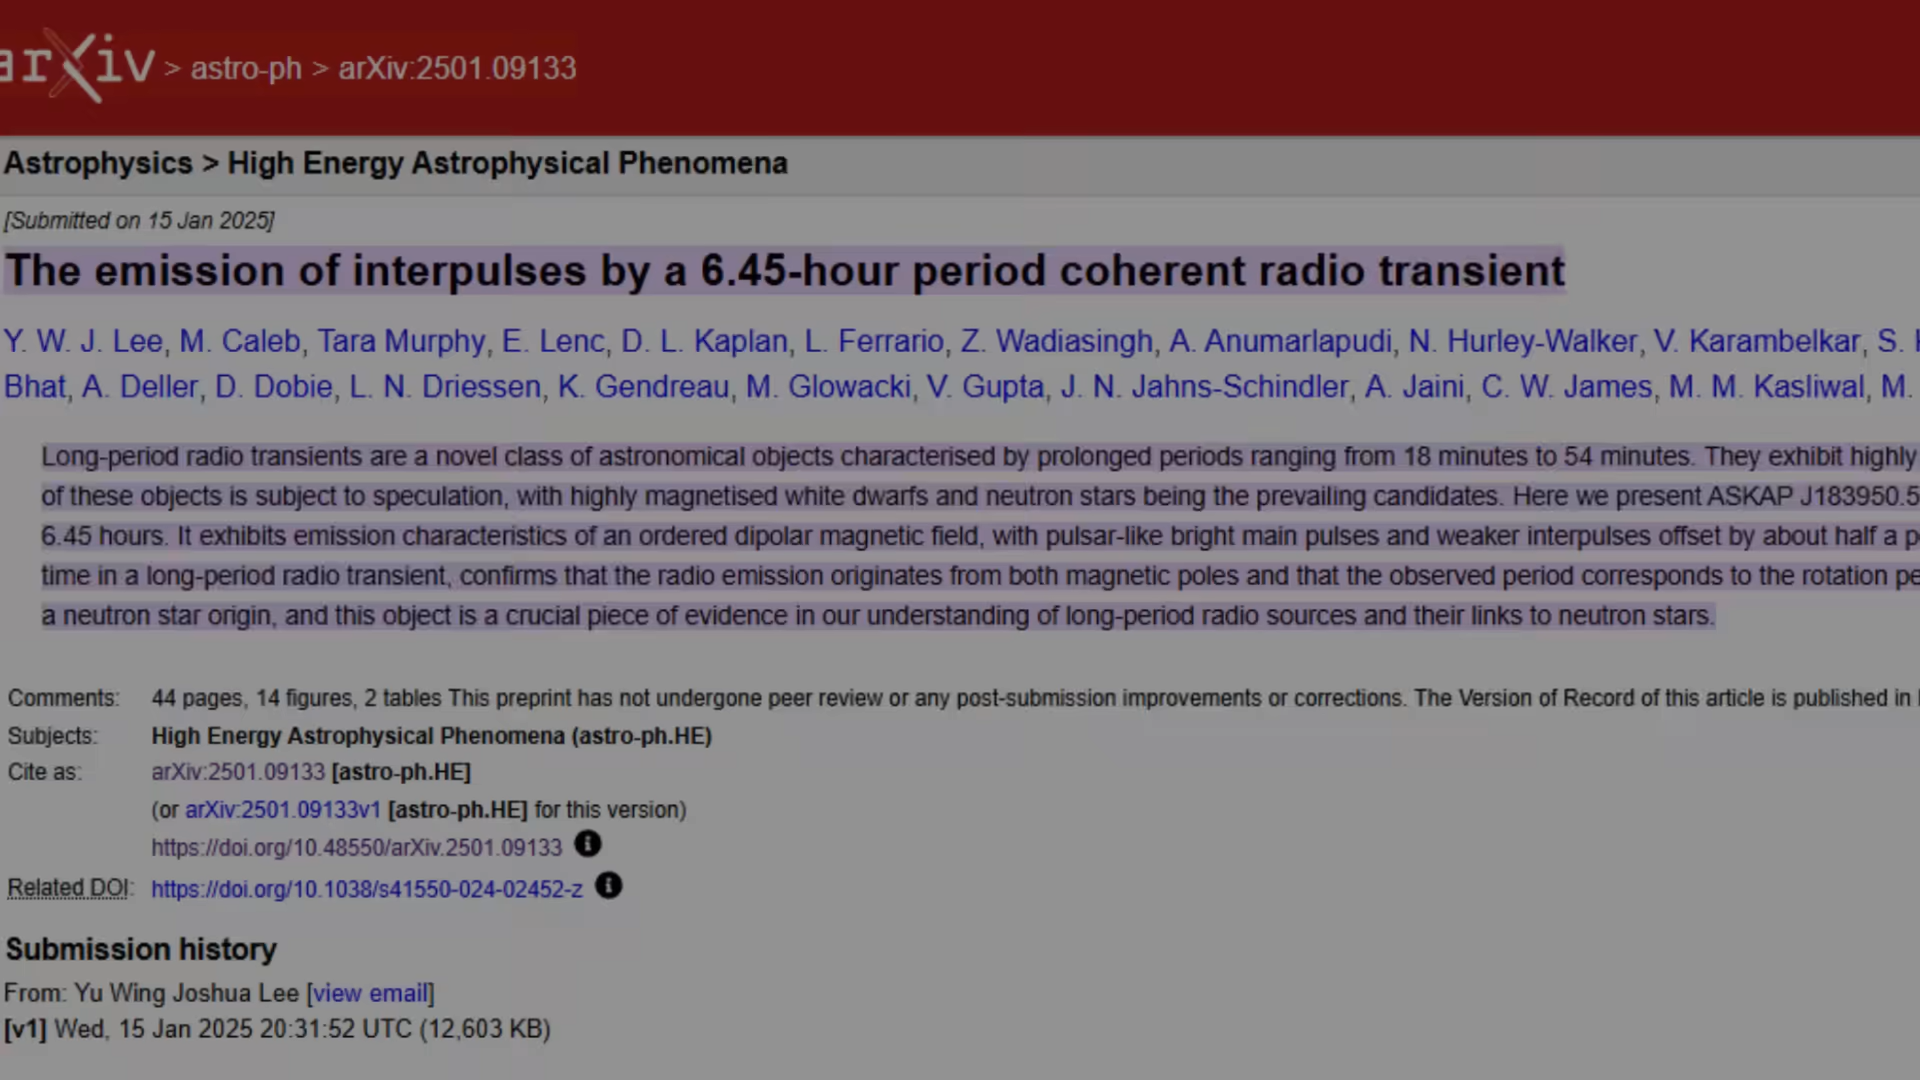 arXiv > astro-ph > arXiv:2501.09133
Astrophysics > High Energy Astrophysical Phenomena
[Submitted on 15 Jan 2025]
The emission of interpulses by a 6.45-hour period coherent radio transient
Y. W. J. Lee, M. Caleb, Tara Murphy, E. Lenc, D. L. Kaplan, L. Ferrario, Z. Wadiasingh, A. Anumarlapudi, N. Hurley-Walker, V. Karambelkar, S.
Bhat, A. Deller, D. Dobie, L. N. Driessen, K. Gendreau, M. Glowacki, V. Gupta, J. N. Jahns-Schindler, A. Jaini, C. W. James, M. M. Kasliwal, M.
Long-period radio transients are a novel class of astronomical objects characterised by prolonged periods ranging from 18 minutes to 54 minutes. They exhibit highly
of these objects is subject to speculation, with highly magnetised white dwarfs and neutron stars being the prevailing candidates. Here we present ASKAP J183950.5
6.45 hours. It exhibits emission characteristics of an ordered dipolar magnetic field, with pulsar-like bright main pulses and weaker interpulses offset by about half a
time in a long-period radio transient, confirms that the radio emission originates from both magnetic poles and that the observed period corresponds to the rotation
a neutron star origin, and this object is a crucial piece of evidence in our understanding of long-period radio sources and their links to neutron stars.
Comments: 44 pages, 14 figures, 2 tables This preprint has not undergone peer review or any post-submission improvements or corrections. The Version of Record of this article is published in
Subjects: High Energy Astrophysical Phenomena (astro-ph.HE)
Cite as: arXiv:2501.09133 [astro-ph.HE]
(or arXiv:2501.09133v1 [astro-ph.HE] for this version)
https://doi.org/10.48550/arXiv.2501.09133
Related DOI: https://doi.org/10.1038/s41550-024-02452-z
Submission history
From: Yu Wing Joshua Lee [view email]
[v1] Wed, 15 Jan 2025 20:31:52 UTC (12,603 KB)